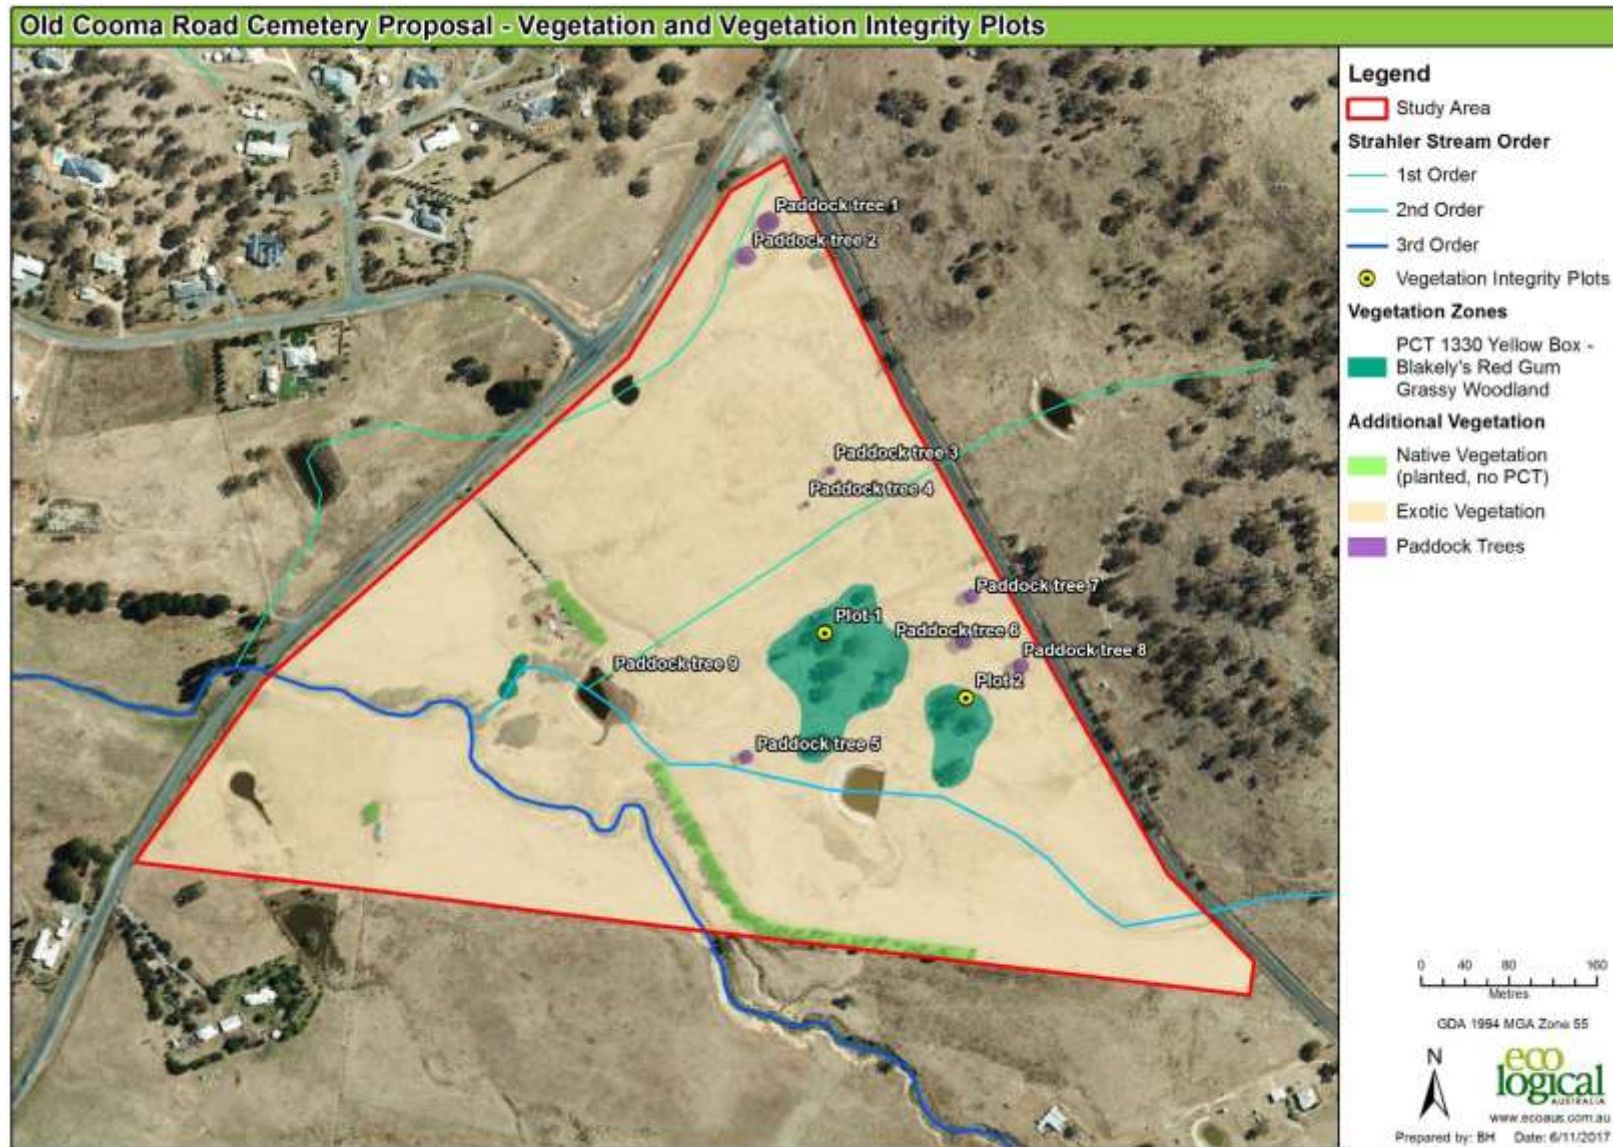 Old Cooma Road Cemetery Proposal - Vegetation and Vegetation Integrity Plots
Paddock tree 1
Paddock tree 2
Paddock tree 3
Paddock tree 4
Paddock tree 7
Plot 1
Paddock tree 6
Paddock tree 8
Paddock tree 9
Plot 2
Paddock tree 5
Legend
Study Area
Strahler Stream Order
1st Order
2nd Order
3rd Order
Vegetation Integrity Plots
Vegetation Zones
PCT 1330 Yellow Box -
Blakely's Red Gum
Grassy Woodland
Additional Vegetation
Native Vegetation
(planted, no PCT)
Exotic Vegetation
Paddock Trees
0 40 80 160
Metres
GDA 1994 MGA Zone 55
N
eco
logical
AUSTRALIA
www.ecoaus.com.au
Prepared by: BH Date: 6/11/2017